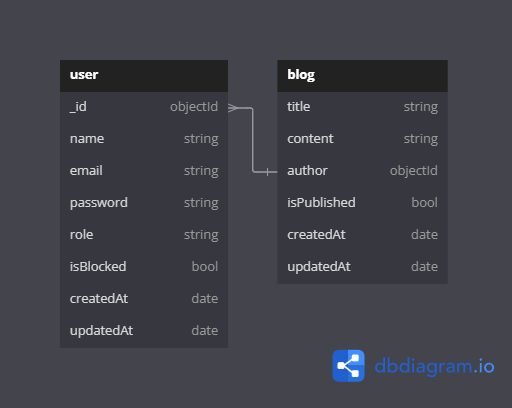 user
_id objectId
name string
email string
password string
role string
isBlocked bool
createdAt date
updatedAt date
blog
title string
content string
author objectId
isPublished bool
createdAt date
updatedAt date
dbdiagram.io